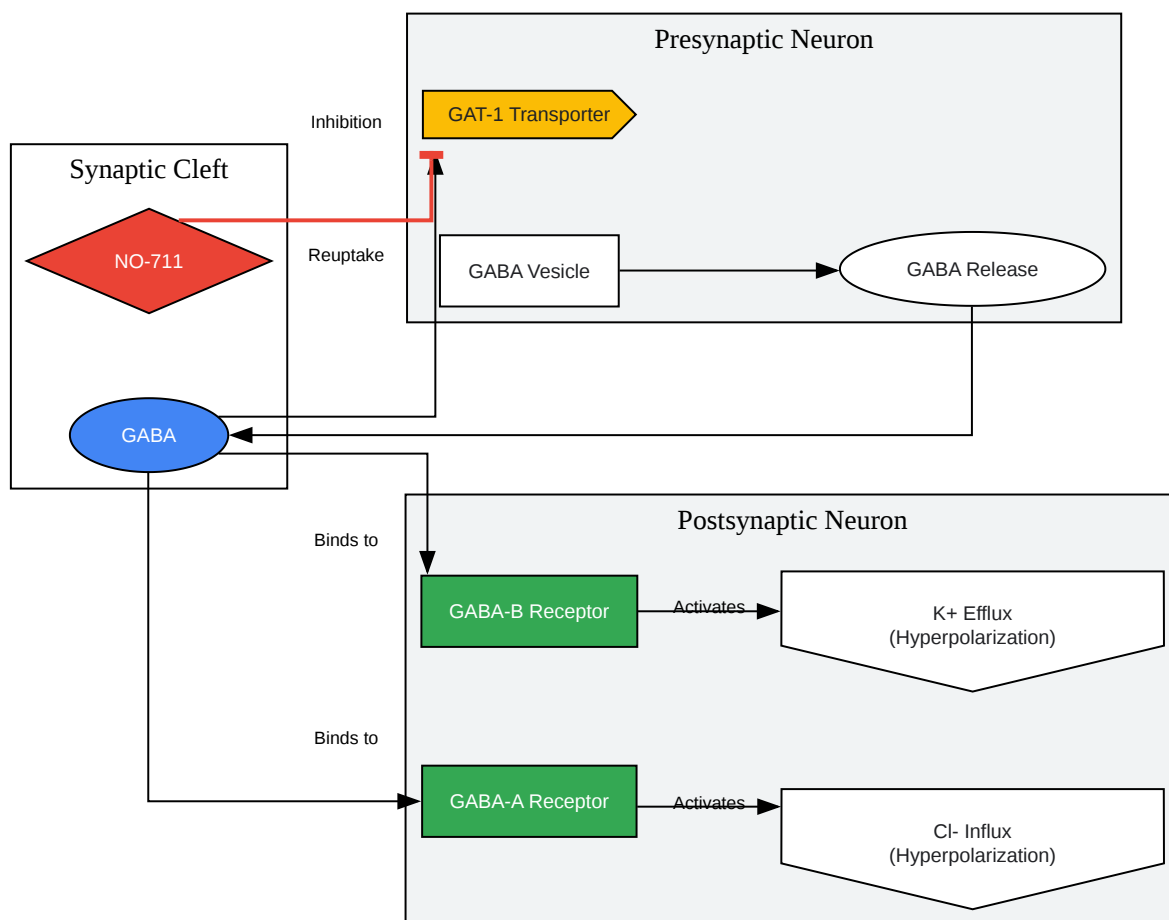 Presynaptic Neuron
GAT-1 Transporter
Inhibition
Synaptic Cleft
NO-711
Reuptake
GABA Vesicle
GABA Release
GABA
Postsynaptic Neuron
Binds to
GABA-B Receptor
Activates
K+ Efflux
(Hyperpolarization)
Binds to
GABA-A Receptor
Activates
Cl- Influx
(Hyperpolarization)